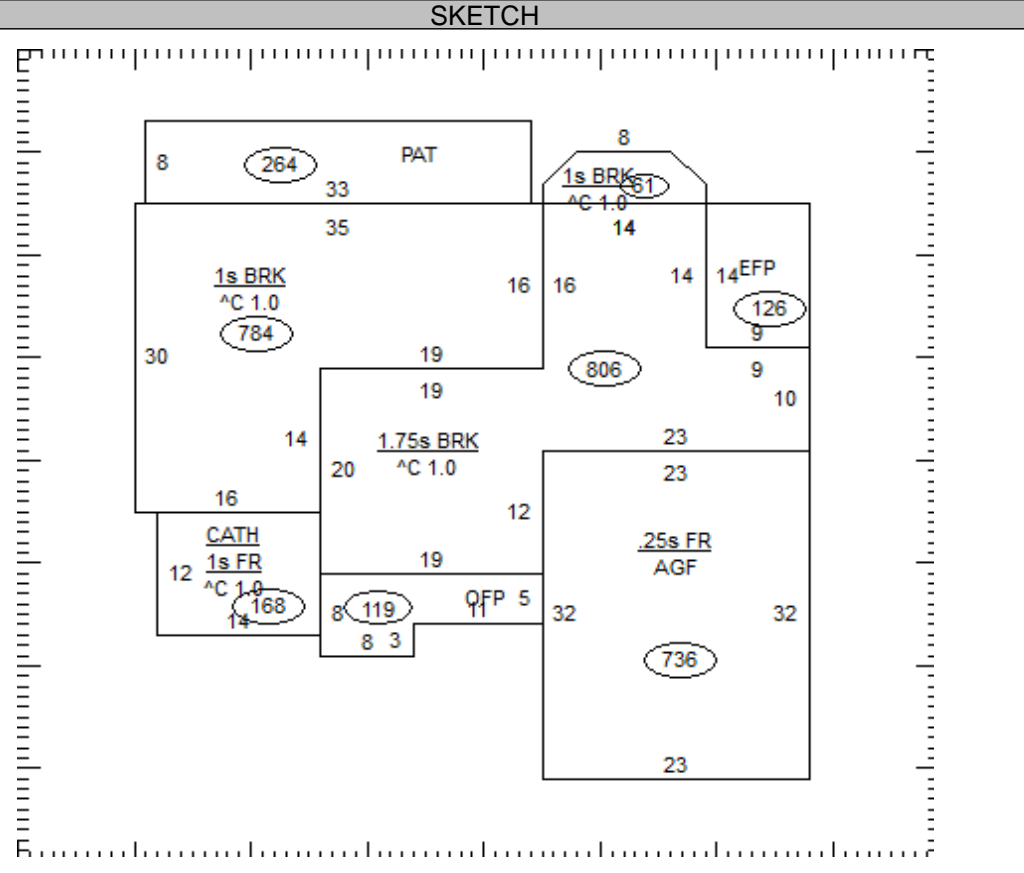 SKETCH
8
8 264 PAT
1s BRK 61
33
^C 1.0
35 14
1s BRK 16 16 14 14 EFP
^C 1.0
784 126
9
30 19 806 9
19 10
14 1.75s BRK 23
^C 1.0
20 23
16 12
CATH .25s FR
1s FR AGF
12 19
^C 1.0
168 8 119 OFP 5
11
14 32 32
8 3
736
23